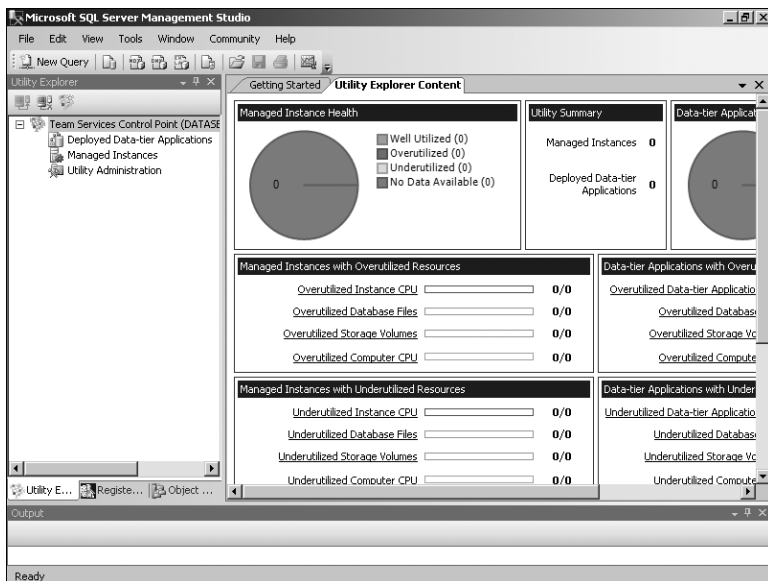 Microsoft SQL Server Management Studio
File Edit View Tools Window Community Help
New Query
Utility Explorer
Team Services Control Point (DATASE
Deployed Data-tier Applications
Managed Instances
Utility Administration
Utility E... Registe... Object ...
Getting Started Utility Explorer Content
Managed Instance Health
0
Well Utilized (0)
Overutilized (0)
Underutilized (0)
No Data Available (0)
Utility Summary
Managed Instances 0
Deployed Data-tier
Applications 0
Data-tier Applicat
0
Managed Instances with Overutilized Resources
Overutilized Instance CPU 0/0
Overutilized Database Files 0/0
Overutilized Storage Volumes 0/0
Overutilized Computer CPU 0/0
Data-tier Applications with Overu
Overutilized Data-tier Applicatio
Overutilized Databas
Overutilized Storage Vo
Overutilized Compute
Managed Instances with Underutilized Resources
Underutilized Instance CPU 0/0
Underutilized Database Files 0/0
Underutilized Storage Volumes 0/0
Underutilized Computer CPU 0/0
Data-tier Applications with Under
Underutilized Data-tier Applicatio
Underutilized Databas
Underutilized Storage Vo
Underutilized Compute
Output
Ready